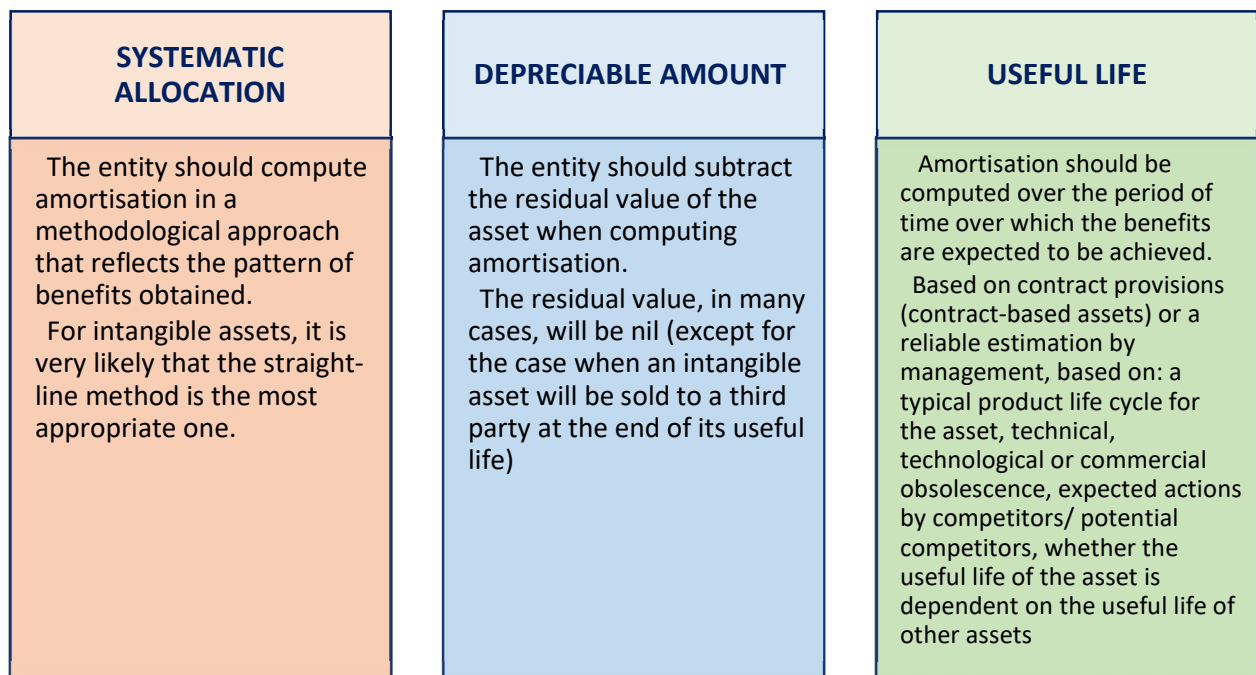 SYSTEMATIC
ALLOCATION
The entity should compute
amortisation in a
methodological approach
that reflects the pattern of
benefits obtained.
For intangible assets, it is
very likely that the straight-
line method is the most
appropriate one.
DEPRECIABLE AMOUNT
The entity should subtract
the residual value of the
asset when computing
amortisation.
The residual value, in many
cases, will be nil (except for
the case when an intangible
asset will be sold to a third
party at the end of its useful
life)
USEFUL LIFE
Amortisation should be
computed over the period of
time over which the benefits
are expected to be achieved.
Based on contract provisions
(contract-based assets) or a
reliable estimation by
management, based on: a
typical product life cycle for
the asset, technical,
technological or commercial
obsolescence, expected actions
by competitors/ potential
competitors, whether the
useful life of the asset is
dependent on the useful life of
other assets